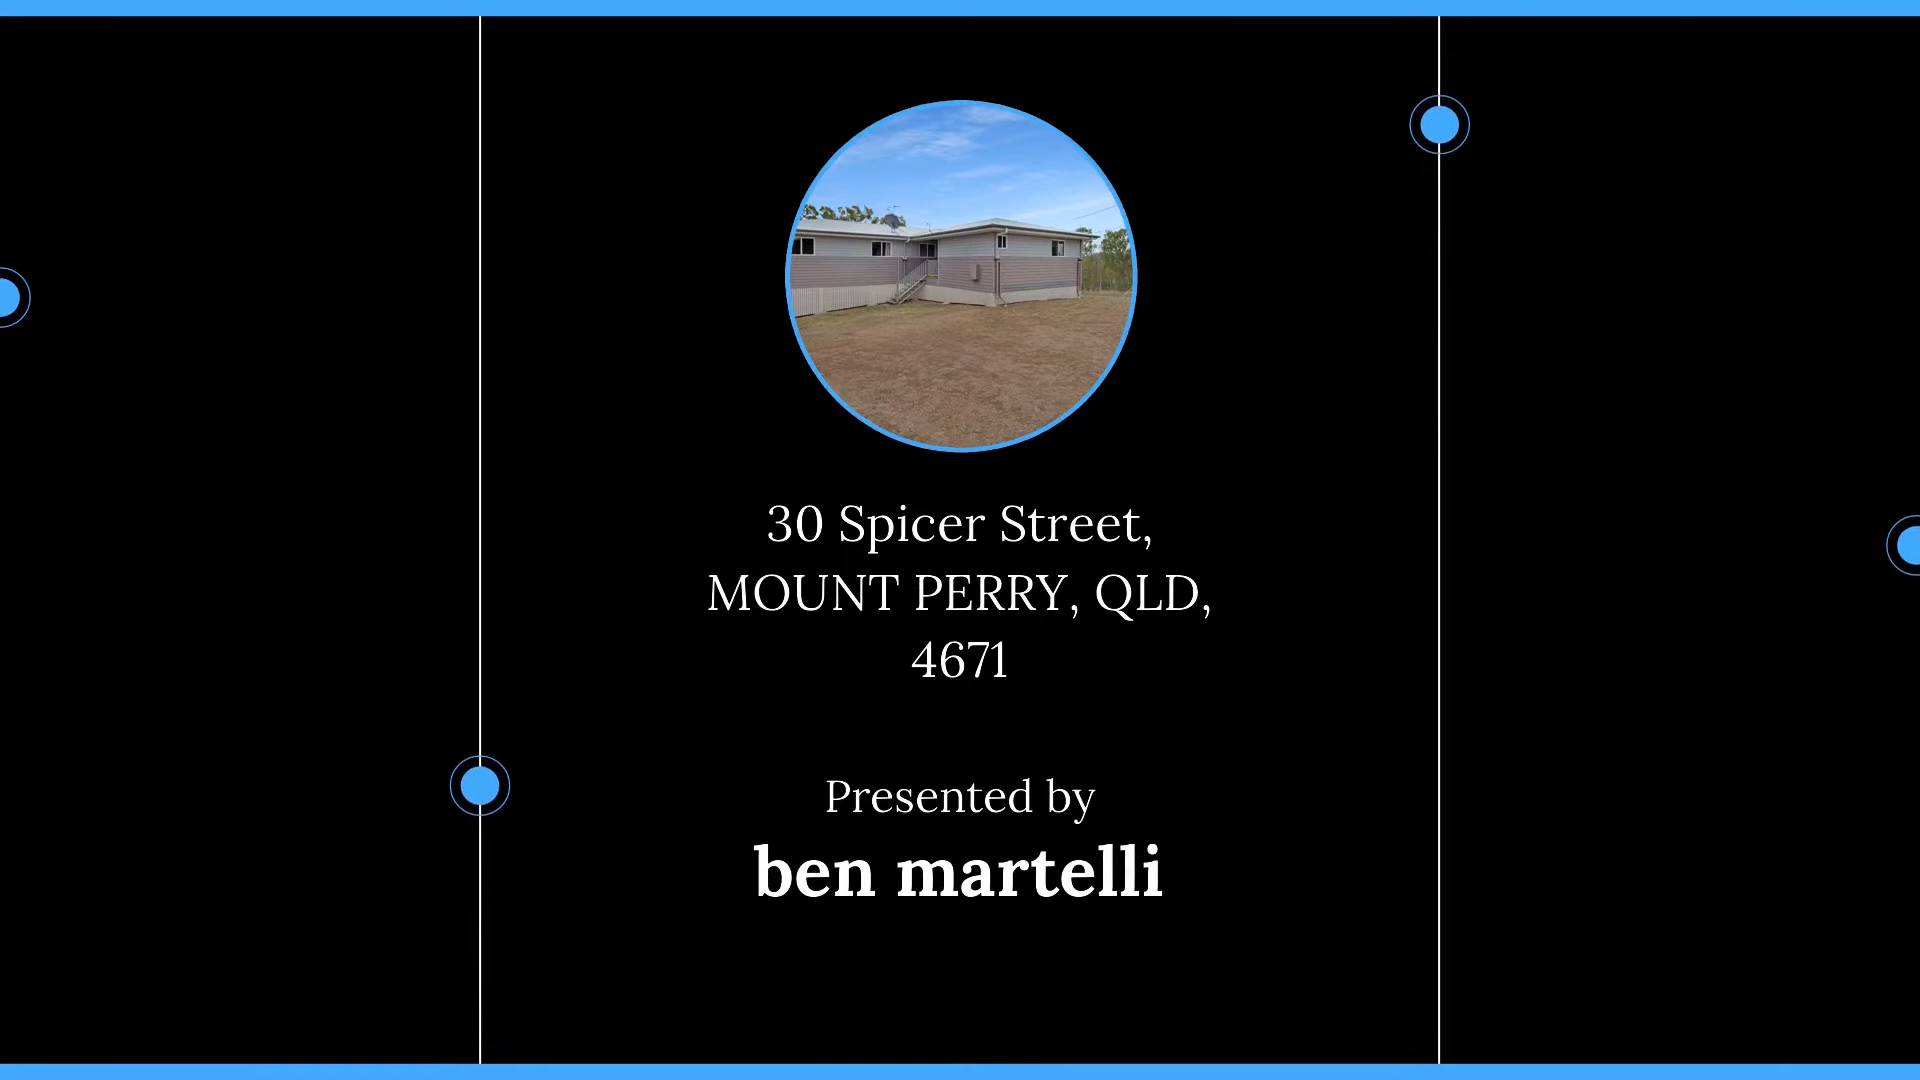 30 Spicer Street,
MOUNT PERRY, QLD,
4671
Presented by
ben martelli